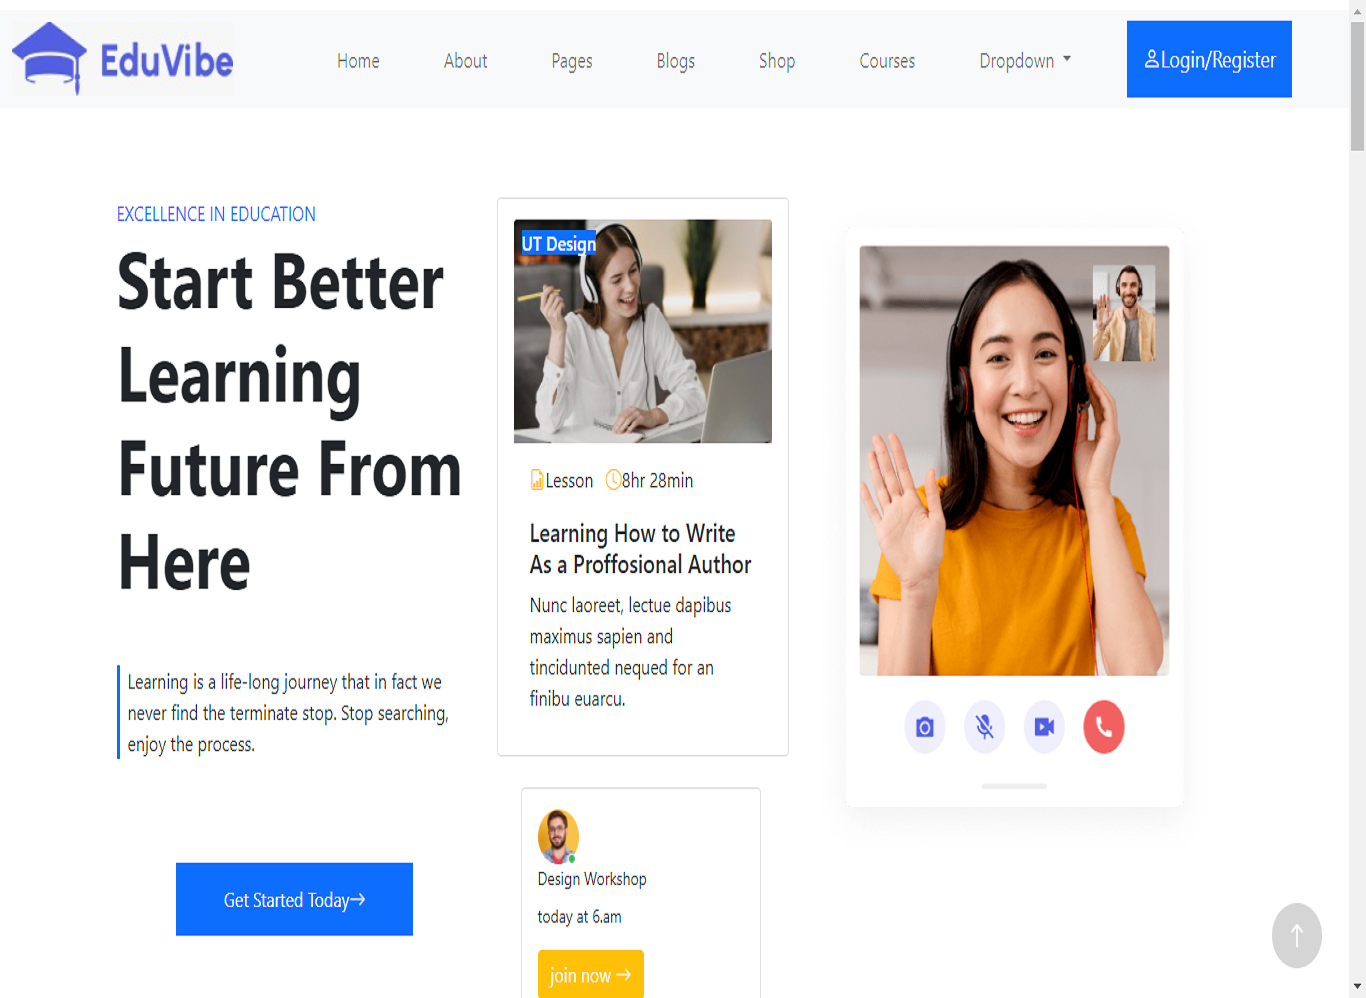 EduVibe
Home
About
Pages
Blogs
Shop
Courses
Dropdown
Login/Register
EXCELLENCE IN EDUCATION
Start Better
Learning
Future From
Here
Learning is a life-long journey that in fact we
never find the terminate stop. Stop searching,
enjoy the process.
Get Started Today
UT Design
Lesson 8hr 28min
Learning How to Write
As a Proffosional Author
Nunc laoreet, lectue dapibus
maximus sapien and
tincidunted nequed for an
finibu euarcu.
Design Workshop
today at 6.am
join now